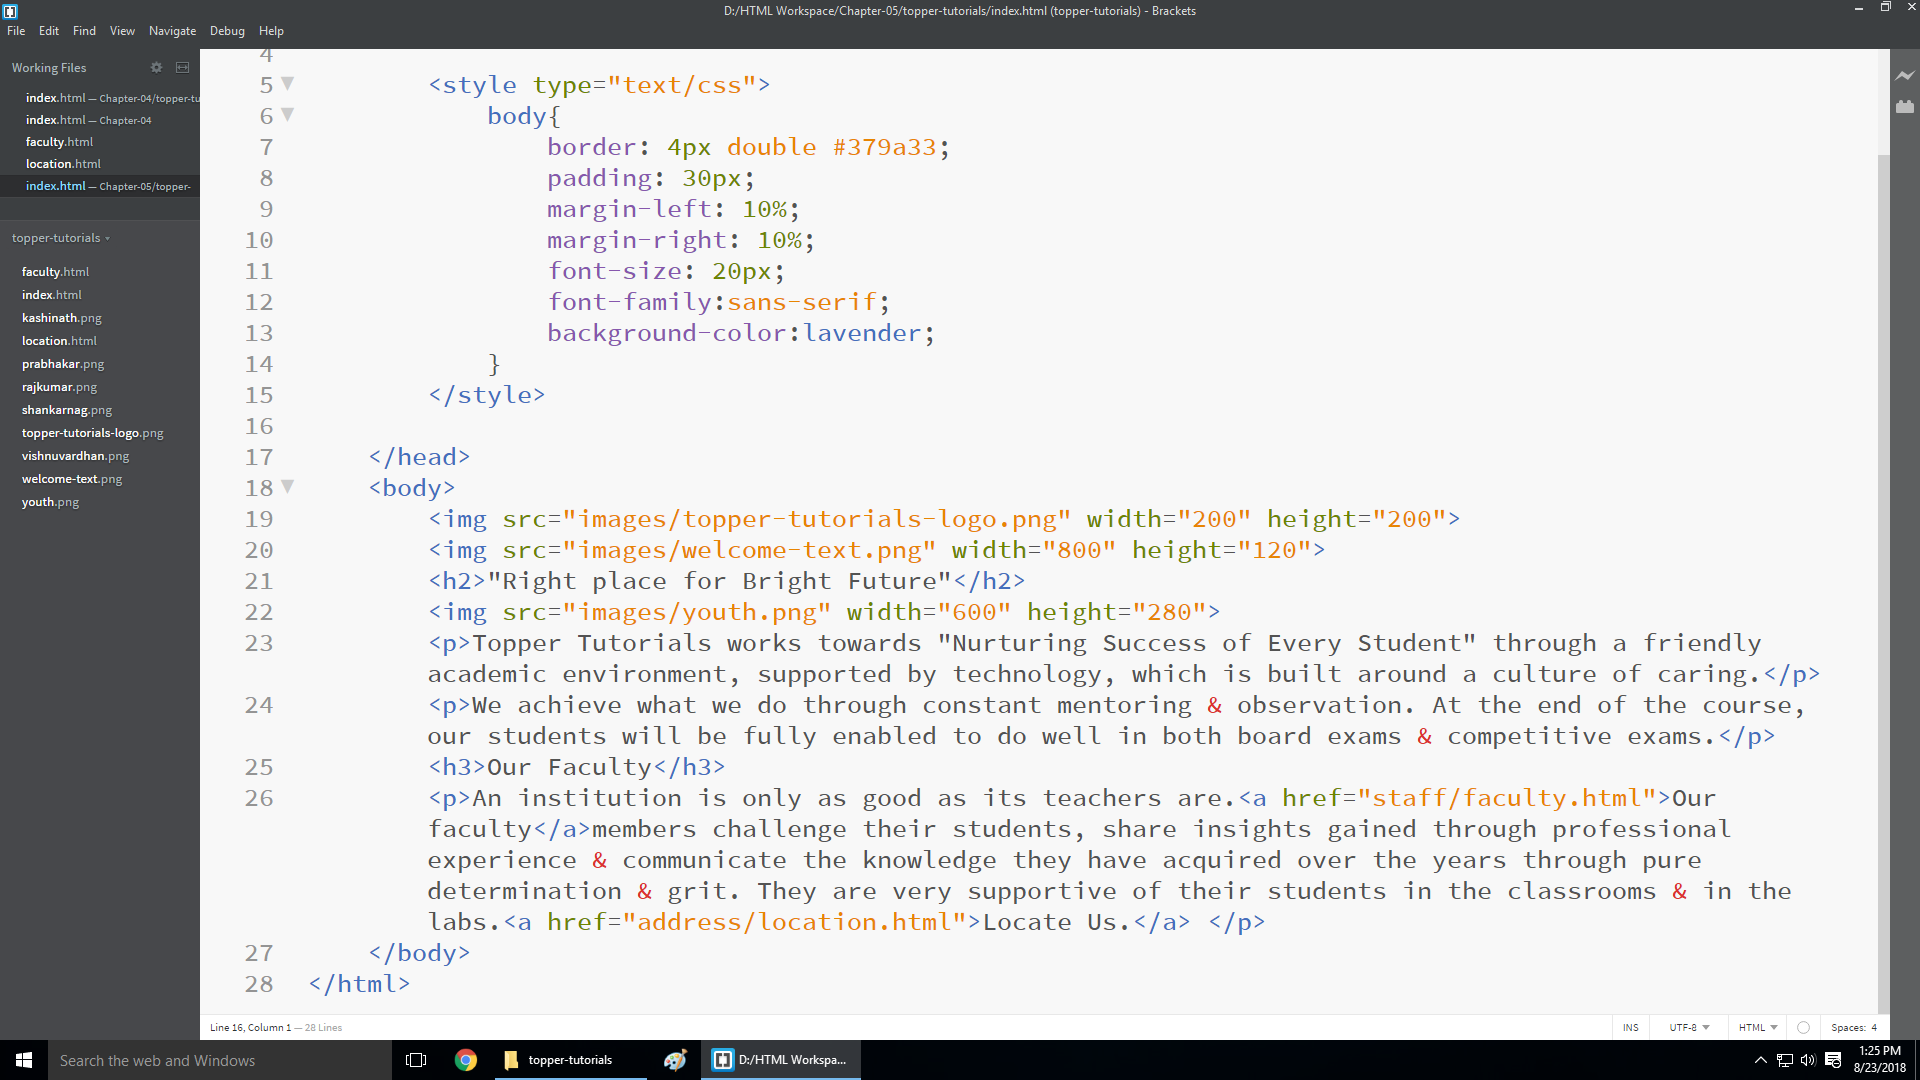 D:/HTML Workspace/Chapter-05/topper-tutorials/index.html (topper-tutorials) - Brackets
File Edit Find View Navigate Debug Help
Working Files
index.html — Chapter-04/topper-tu
index.html — Chapter-04
faculty.html
location.html
index.html — Chapter-05/topper-
topper-tutorials
faculty.html
index.html
kashinath.png
location.html
prabhakar.png
rajkumar.png
shankarnag.png
topper-tutorials-logo.png
vishnuvardhan.png
welcome-text.png
youth.png
4
5 <style type="text/css">
6 body{
7 border: 4px double #379a33;
8 padding: 30px;
9 margin-left: 10%;
10 margin-right: 10%;
11 font-size: 20px;
12 font-family:sans-serif;
13 background-color:lavender;
14 }
15 </style>
16
17 </head>
18 <body>
19 <img src="images/topper-tutorials-logo.png" width="200" height="200">
20 <img src="images/welcome-text.png" width="800" height="120">
21 <h2>"Right place for Bright Future"</h2>
22 <img src="images/youth.png" width="600" height="280">
23 <p>Topper Tutorials works towards "Nurturing Success of Every Student" through a friendly
academic environment, supported by technology, which is built around a culture of caring.</p>
24 <p>We achieve what we do through constant mentoring & observation. At the end of the course,
our students will be fully enabled to do well in both board exams & competitive exams.</p>
25 <h3>Our Faculty</h3>
26 <p>An institution is only as good as its teachers are.<a href="staff/faculty.html">Our
faculty</a>members challenge their students, share insights gained through professional
experience & communicate the knowledge they have acquired over the years through pure
determination & grit. They are very supportive of their students in the classrooms & in the
labs.<a href="address/location.html">Locate Us.</a> </p>
27 </body>
28 </html>
Line 16, Column 1 — 28 Lines
INS UTF-8 HTML Spaces: 4
Search the web and Windows
topper-tutorials
D:/HTML Workspa...
1:25 PM
8/23/2018